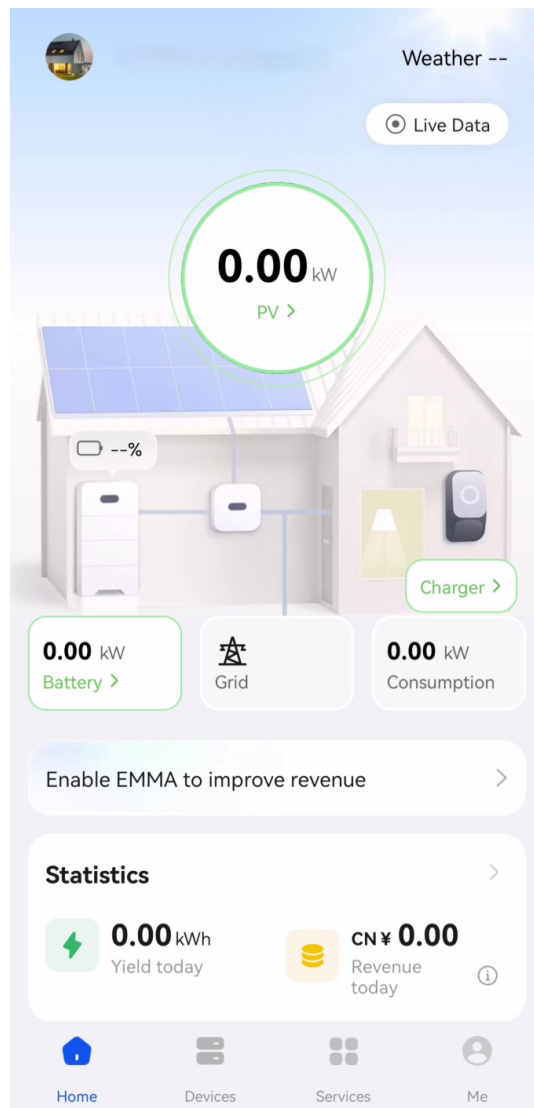 Weather --
Live Data
0.00 kW
PV >
--%
Charger >
0.00 kW
Battery >
Grid
0.00 kW
Consumption
Enable EMMA to improve revenue
Statistics
0.00 kWh
Yield today
CN¥ 0.00
Revenue
today
Home
Devices
Services
Me